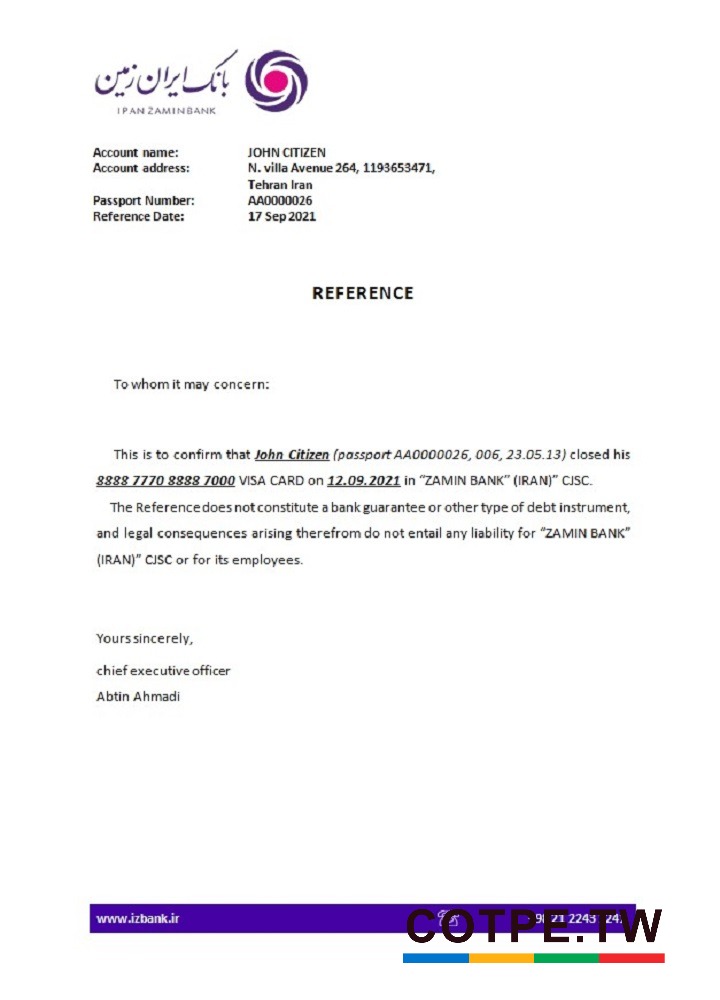 بانک ایران زمین
IRAN ZAMIN BANK
Account name: JOHN CITIZEN
Account address: N. villa Avenue 264, 1193653471,
Tehran Iran
Passport Number: AA0000026
Reference Date: 17 Sep 2021
REFERENCE
To whom it may concern:
This is to confirm that John Citizen (passport AA0000026, 006, 23.05.13) closed his
8888 7770 8888 7000 VISA CARD on 12.09.2021 in “ZAMIN BANK” (IRAN)” CJSC.
The Reference does not constitute a bank guarantee or other type of debt instrument,
and legal consequences arising therefrom do not entail any liability for “ZAMIN BANK”
(IRAN)” CJSC or for its employees.
Yours sincerely,
chief executive officer
Abtin Ahmadi
www.izbank.ir
COTPE.TW